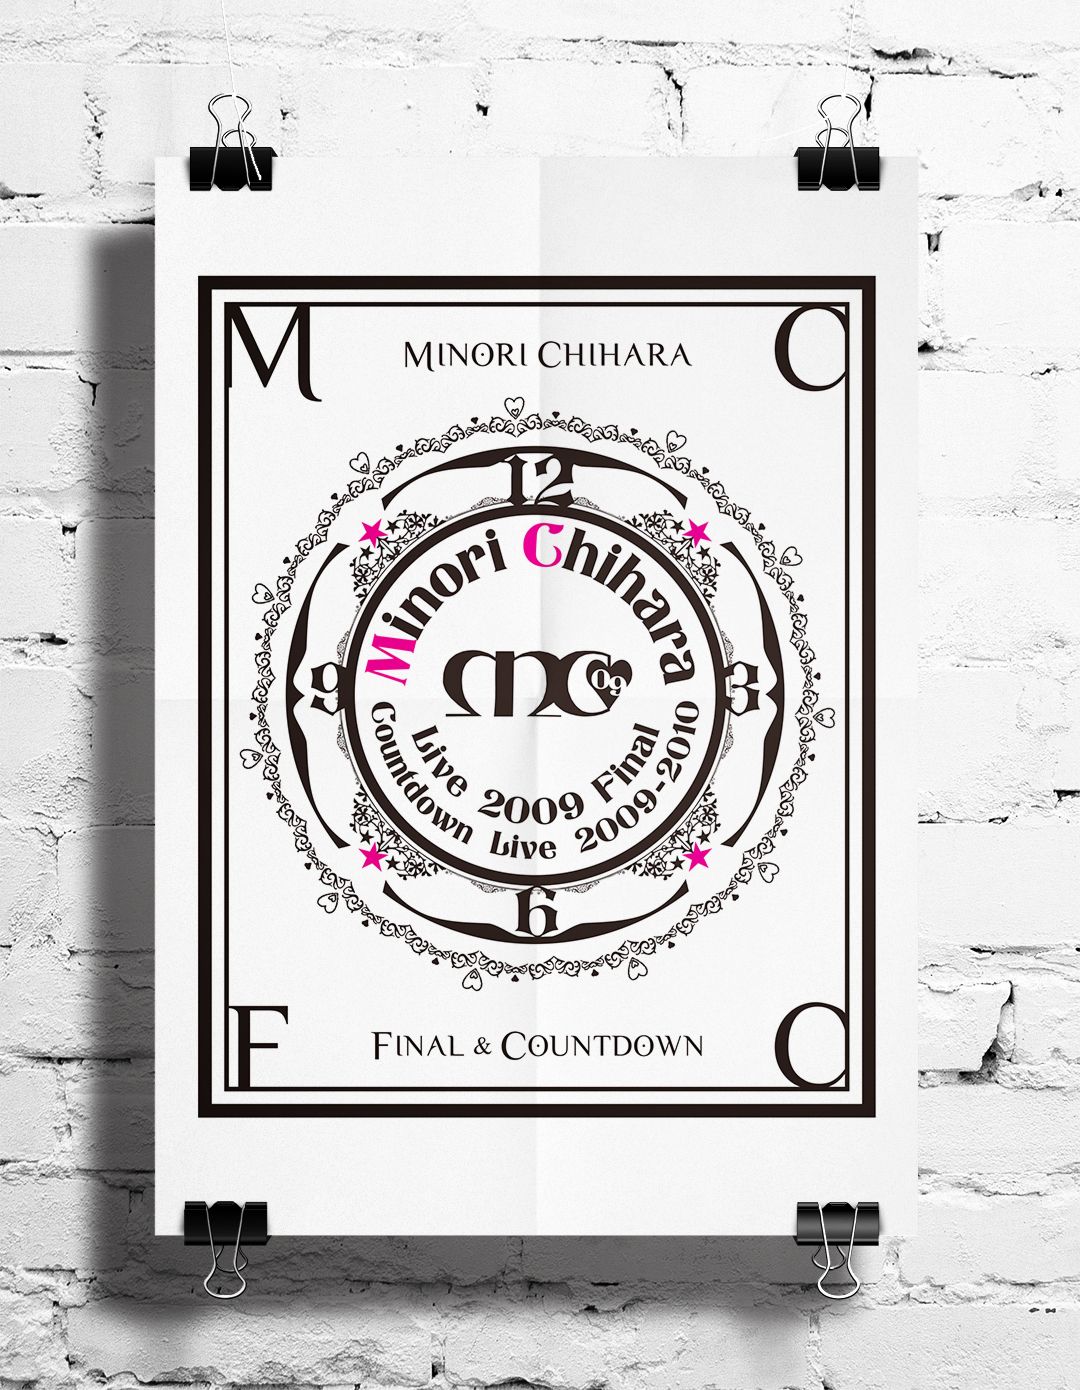 M
MINORI CHIHARA
C
12
Minori Chihara
9
mc 09
3
Live 2009 Final
Countdown Live 2009-2010
6
F
FINAL & COUNTDOWN
C